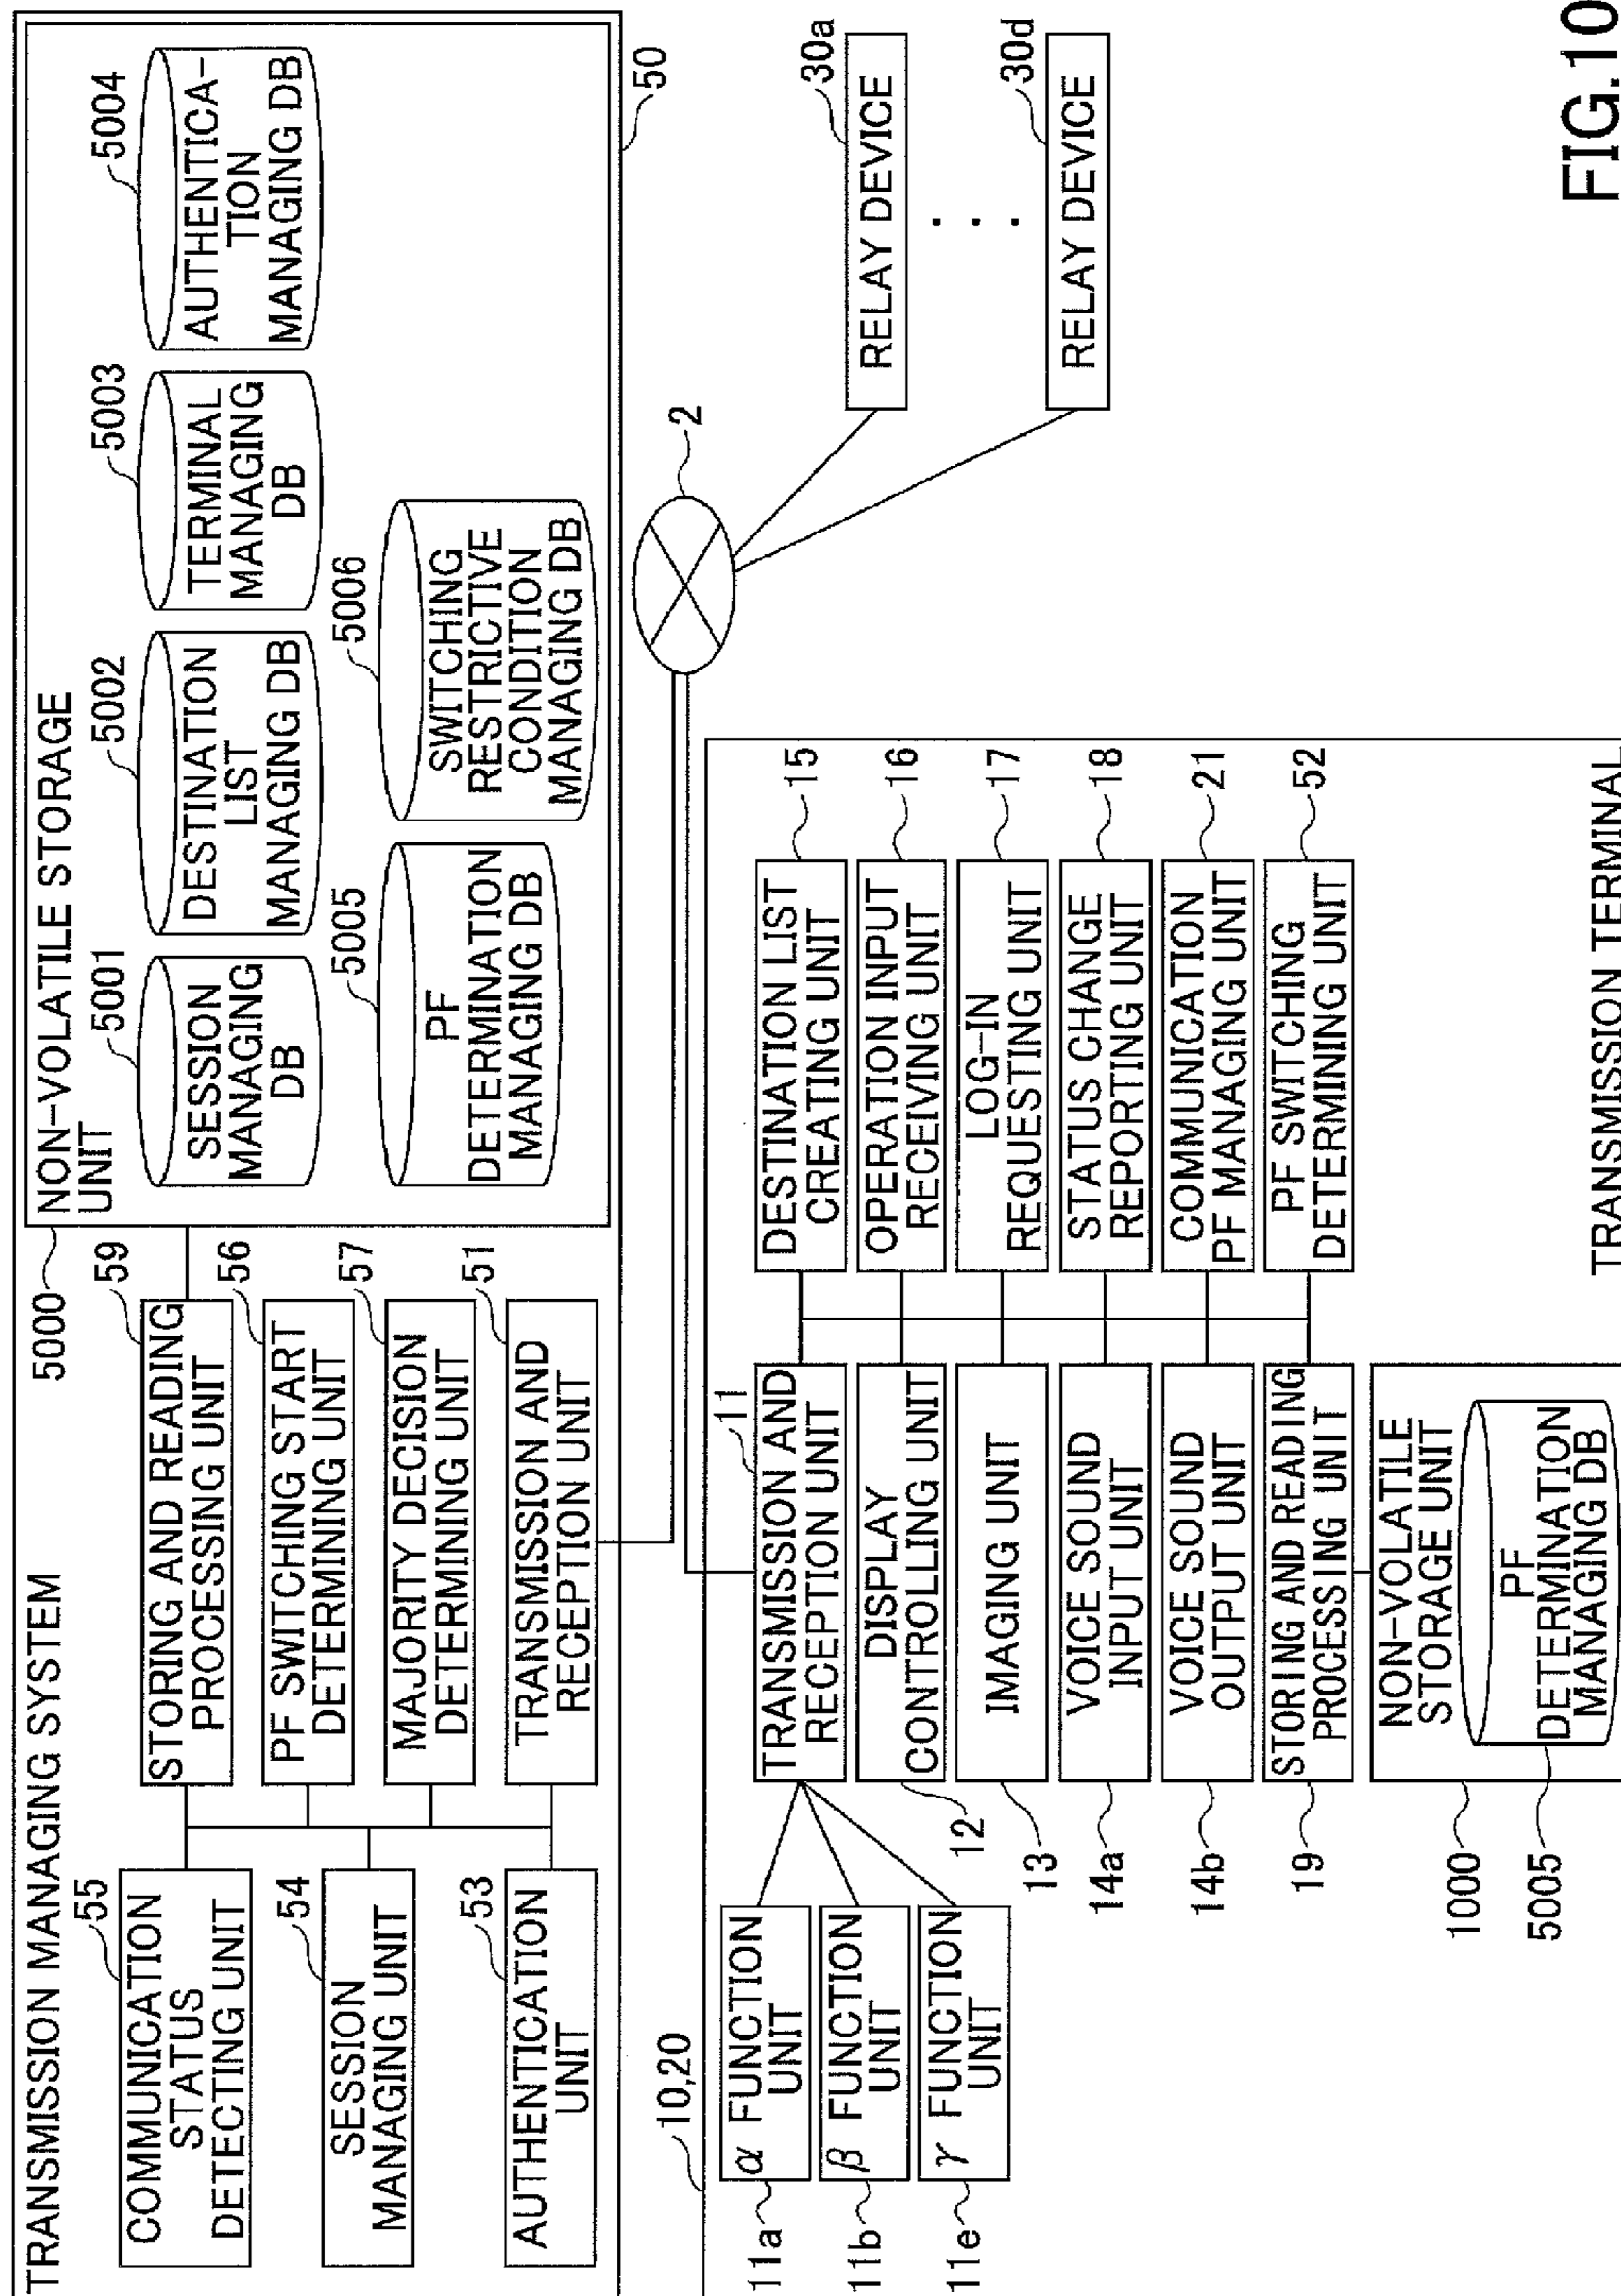 FIG.10
TRANSMISSION MANAGING SYSTEM
50
55
COMMUNICATION
STATUS
DETECTING UNIT
54
SESSION
MANAGING UNIT
53
AUTHENTICATION
UNIT
59
STORING AND READING
PROCESSING UNIT
56
PF SWITCHING START
DETERMINING UNIT
57
MAJORITY DECISION
DETERMINING UNIT
51
TRANSMISSION AND
RECEPTION UNIT
5000
NON-VOLATILE STORAGE
UNIT
5001
SESSION
MANAGING
DB
5002
DESTINATION
LIST
MANAGING DB
5003
TERMINAL
MANAGING
DB
5004
AUTHENTICA-
TION
MANAGING DB
5005
PF
DETERMINATION
MANAGING DB
5006
SWITCHING
RESTRICTIVE
CONDITION
MANAGING DB
2
30a
RELAY DEVICE
. . .
30d
RELAY DEVICE
10,20
11a
α FUNCTION
UNIT
11b
β FUNCTION
UNIT
11e
γ FUNCTION
UNIT
11
TRANSMISSION AND
RECEPTION UNIT
12
DISPLAY
CONTROLLING UNIT
13
IMAGING UNIT
14a
VOICE SOUND
INPUT UNIT
14b
VOICE SOUND
OUTPUT UNIT
19
STORING AND READING
PROCESSING UNIT
1000
NON-VOLATILE
STORAGE UNIT
5005
PF
DETERMINATION
MANAGING DB
15
DESTINATION LIST
CREATING UNIT
16
OPERATION INPUT
RECEIVING UNIT
17
LOG-IN
REQUESTING UNIT
18
STATUS CHANGE
REPORTING UNIT
21
COMMUNICATION
PF MANAGING UNIT
52
PF SWITCHING
DETERMINING UNIT
TRANSMISSION TERMINAL